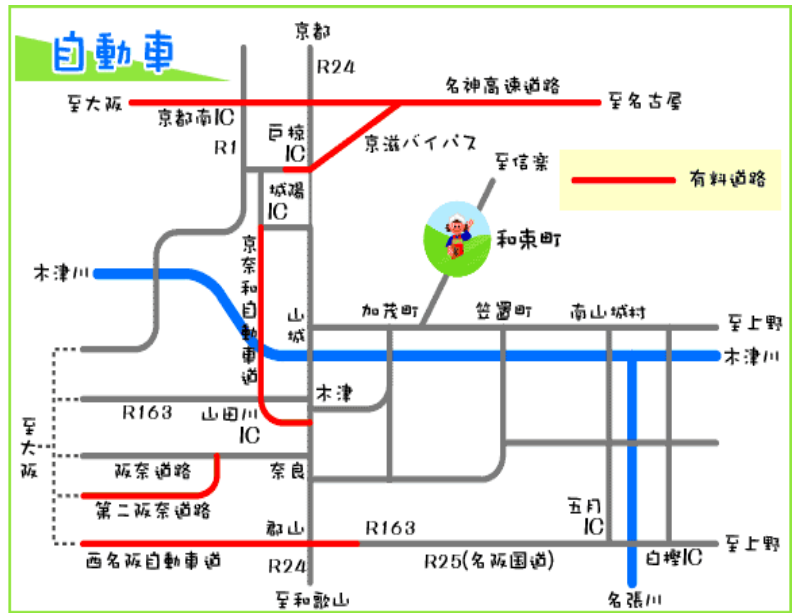 自動車
京都
R24
名神高速道路
至大阪
至名古屋
京都南IC
R1
巨椋
IC
京滋バイパス
至信楽
有料道路
城陽
IC
和束町
京奈和自動車道
木津川
山城
加茂町
笠置町
南山城村
至上野
木津川
木津
R163
山田川
IC
至大阪
阪奈道路
奈良
第二阪奈道路
五月
IC
郡山
R163
至上野
西名阪自動車道
R24
R25(名阪国道)
白樫IC
至和歌山
名張川